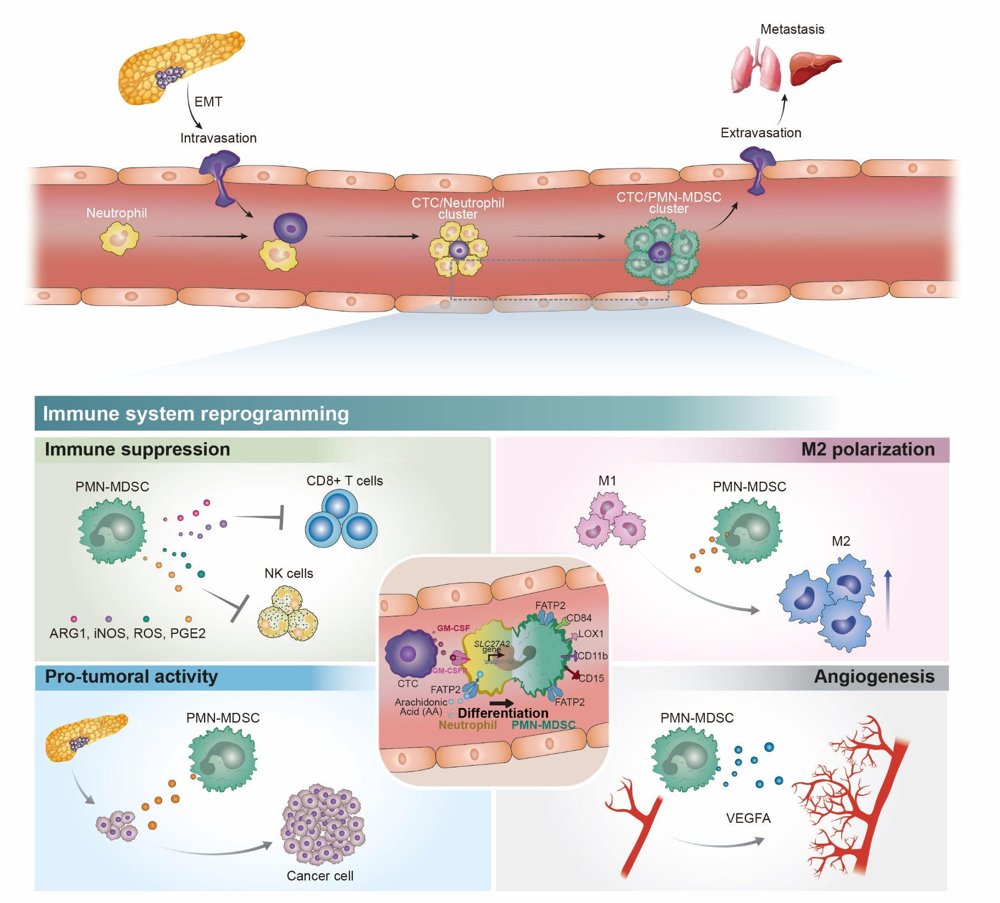 Metastasis
EMT
Intravasation
Extravasation
Neutrophil
CTC/Neutrophil
cluster
CTC/PMN-MDSC
cluster
Immune system reprogramming
Immune suppression
PMN-MDSC
CD8+ T cells
NK cells
ARG1, iNOS, ROS, PGE2
M2 polarization
M1
PMN-MDSC
M2
GM-CSF
GM-CSFR
CTC
SLC27A2
gene
FATP2
CD84
LOX1
CD11b
CD15
FATP2
FATP2
Arachidonic
Acid (AA)
Differentiation
Neutrophil
PMN-MDSC
Pro-tumoral activity
PMN-MDSC
Cancer cell
Angiogenesis
PMN-MDSC
VEGFA